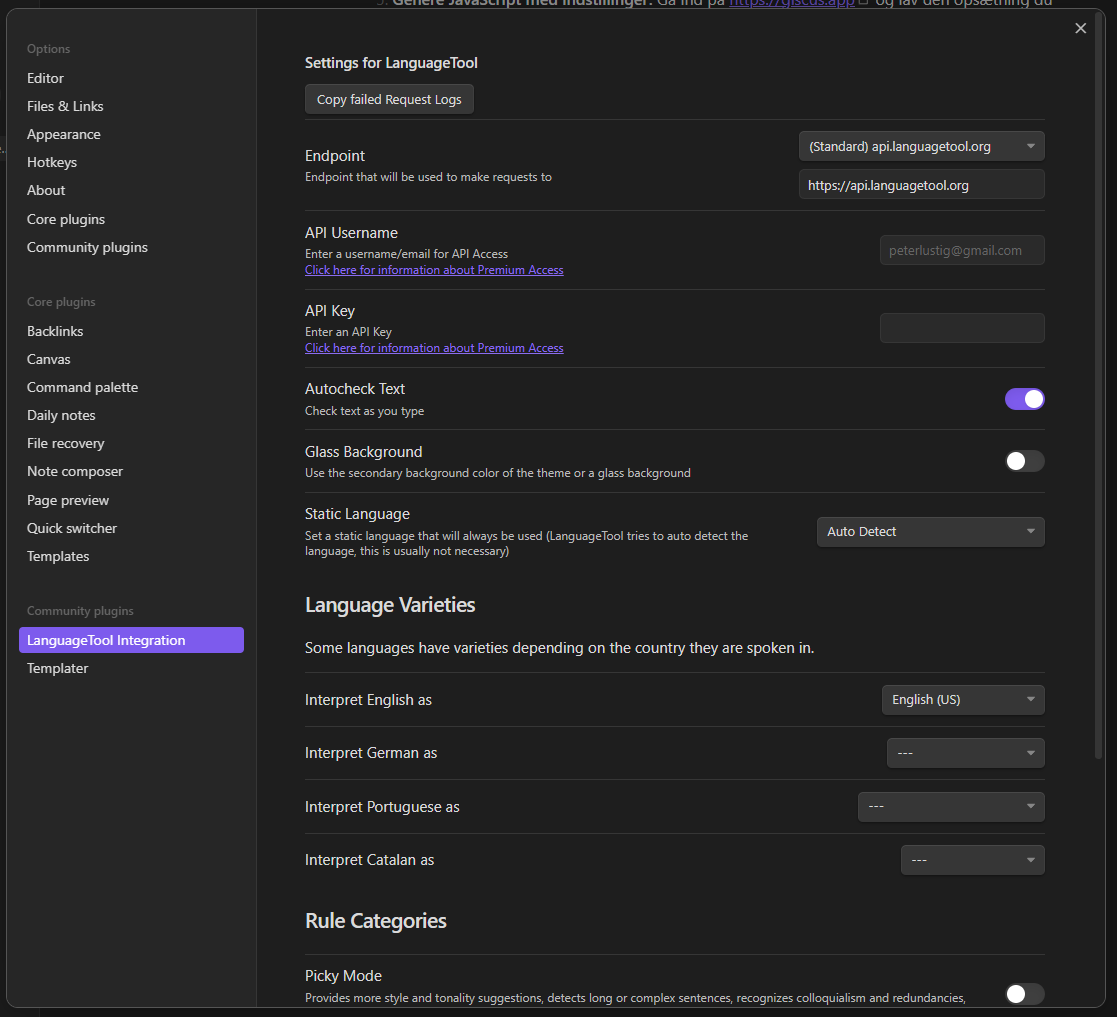 5. Generé JavaScript med indstillinger. Gå ind på https://giscus.app og lav den opsætning du
Options
Editor
Files & Links
Appearance
Hotkeys
About
Core plugins
Community plugins
Core plugins
Backlinks
Canvas
Command palette
Daily notes
File recovery
Note composer
Page preview
Quick switcher
Templates
Community plugins
LanguageTool Integration
Templater
Settings for LanguageTool
Copy failed Request Logs
Endpoint
Endpoint that will be used to make requests to
(Standard) api.languagetool.org
https://api.languagetool.org
API Username
Enter a username/email for API Access
Click here for information about Premium Access
peterlustig@gmail.com
API Key
Enter an API Key
Click here for information about Premium Access
Autocheck Text
Check text as you type
Glass Background
Use the secondary background color of the theme or a glass background
Static Language
Set a static language that will always be used (LanguageTool tries to auto detect the
language, this is usually not necessary)
Auto Detect
Language Varieties
Some languages have varieties depending on the country they are spoken in.
Interpret English as
English (US)
Interpret German as
---
Interpret Portuguese as
---
Interpret Catalan as
---
Rule Categories
Picky Mode
Provides more style and tonality suggestions, detects long or complex sentences, recognizes colloquialism and redundancies,